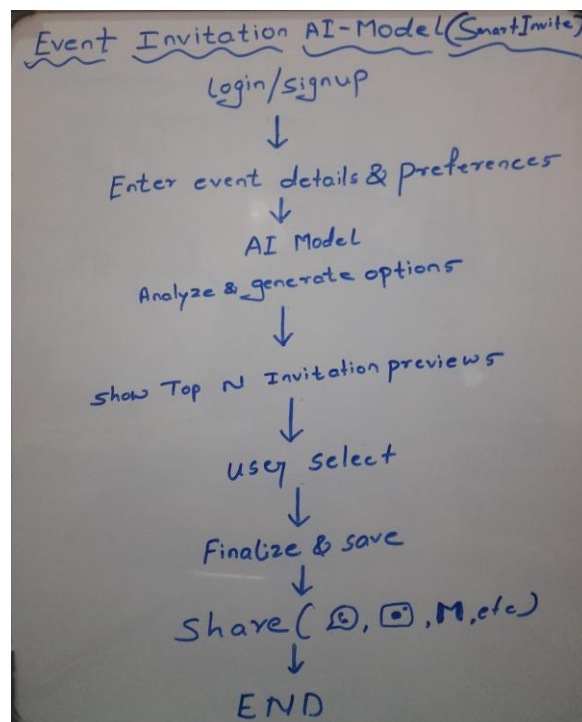 Event Invitation AI-Model (SmartInvite)
Login/signup
Enter event details & preferences
AI Model
Analyze & generate options
show Top N Invitation previews
user select
Finalize & save
Share ( , , M, etc)
END